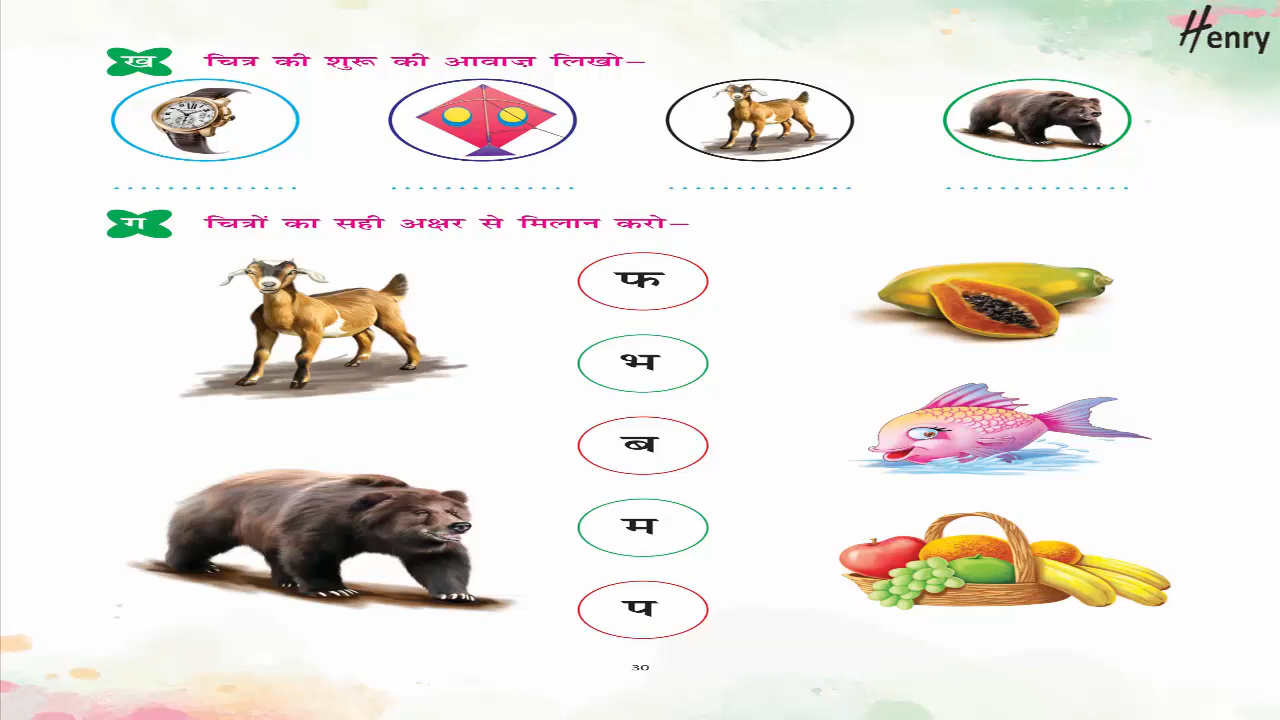 Henry
ख चित्र की शुरू की आवाज़ लिखो–
ग चित्रों का सही अक्षर से मिलान करो–
फ
भ
ब
म
प
30